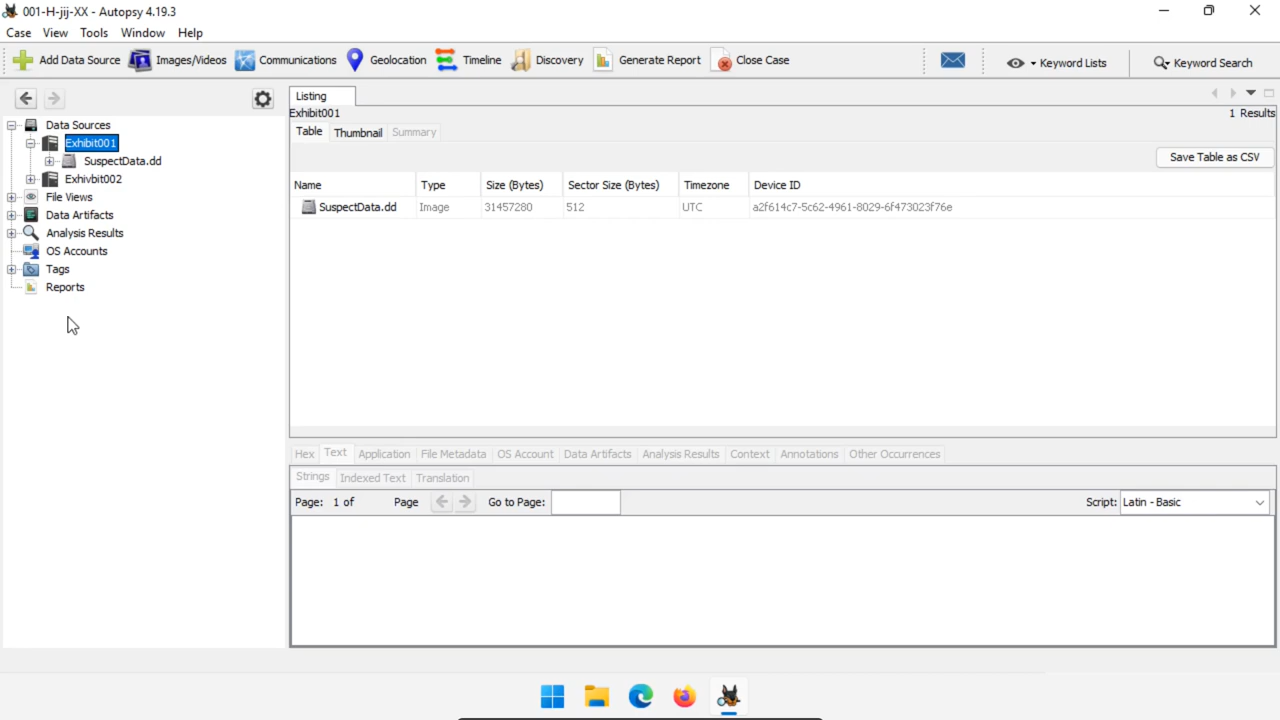 001-H-jij-XX - Autopsy 4.19.3
Case View Tools Window Help
Add Data Source Images/Videos Communications Geolocation Timeline Discovery Generate Report Close Case Keyword Lists Keyword Search
Listing
Exhibit001 1 Results
Table Thumbnail Summary
Save Table as CSV
Name Type Size (Bytes) Sector Size (Bytes) Timezone Device ID
SuspectData.dd Image 31457280 512 UTC a2f614c7-5c62-4961-8029-6f473023f76e
Data Sources
Exhibit001
SuspectData.dd
Exhivbit002
File Views
Data Artifacts
Analysis Results
OS Accounts
Tags
Reports
Hex Text Application File Metadata OS Account Data Artifacts Analysis Results Context Annotations Other Occurrences
Strings Indexed Text Translation
Page: 1 of Page Go to Page: Script: Latin - Basic